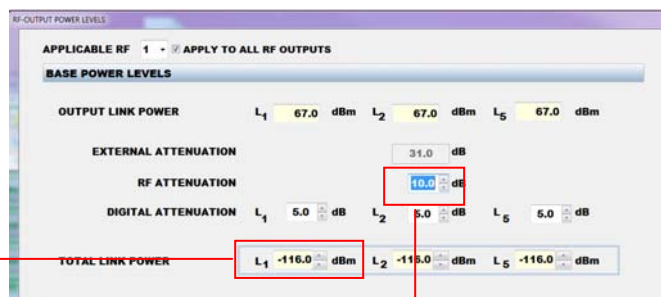 RF-OUTPUT POWER LEVELS
APPLICABLE RF 1 APPLY TO ALL RF OUTPUTS
BASE POWER LEVELS
OUTPUT LINK POWER L1 67.0 dBm L2 67.0 dBm L5 67.0 dBm
EXTERNAL ATTENUATION 31.0 dB
RF ATTENUATION 10.0 dB
DIGITAL ATTENUATION L1 5.0 dB L2 5.0 dB L5 5.0 dB
TOTAL LINK POWER L1 -116.0 dBm L2 -116.0 dBm L5 -116.0 dBm